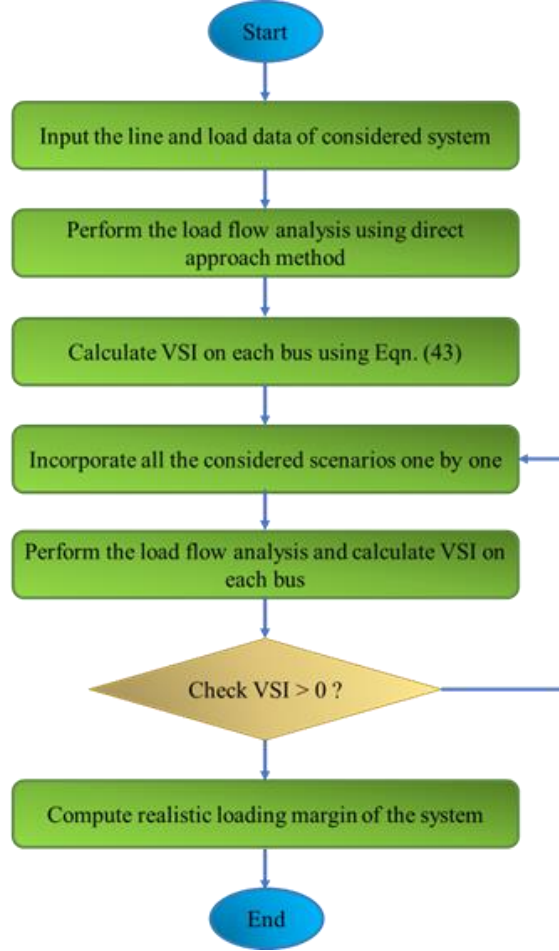 Start
Input the line and load data of considered system
Perform the load flow analysis using direct
approach method
Calculate VSI on each bus using Eqn. (43)
Incorporate all the considered scenarios one by one
Perform the load flow analysis and calculate VSI on
each bus
Check VSI > 0 ?
Compute realistic loading margin of the system
End